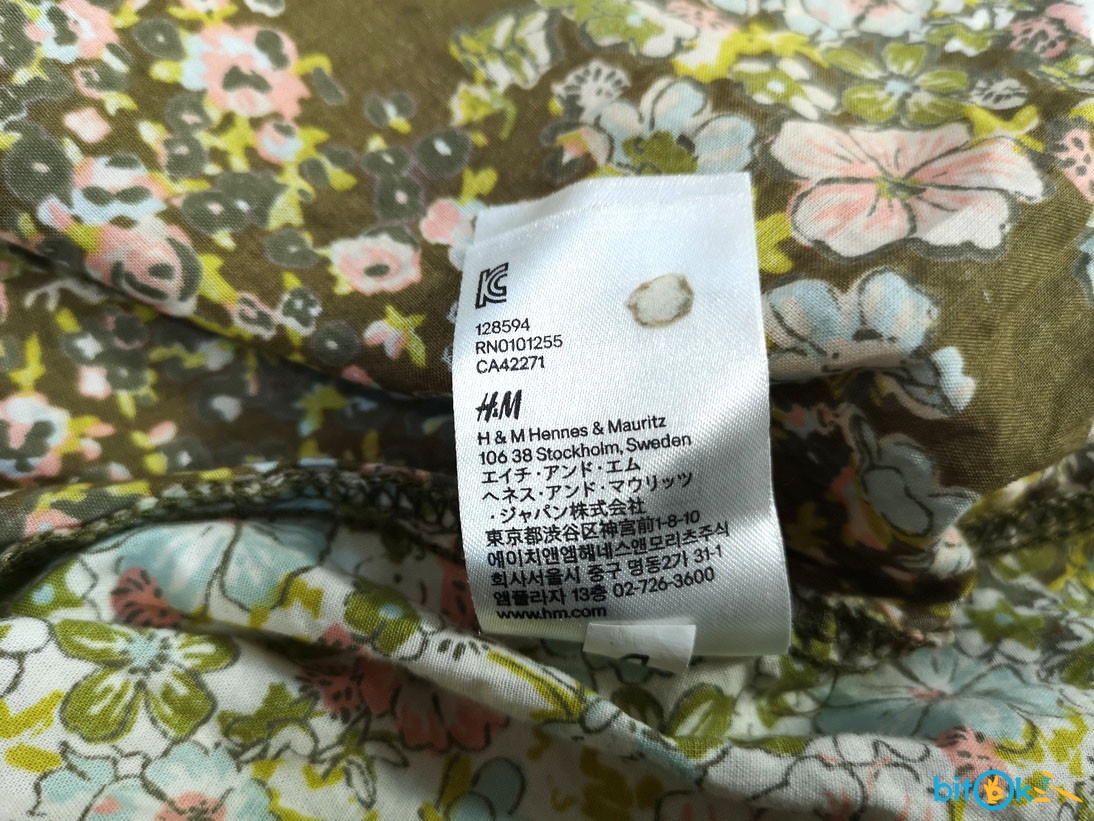 KC
128594
RN0101255
CA42271
H&M
H & M Hennes & Mauritz
106 38 Stockholm, Sweden
エイチ・アンド・エム
ヘネス・アンド・マウリッツ
・ジャパン株式会社
東京都渋谷区神宮前1-8-10
에이치앤엠헤네스앤모리츠주식
회사서울시 중구 명동2가 31-1
엠플라자 13층 02-726-3600
www.hm.com
bitOk